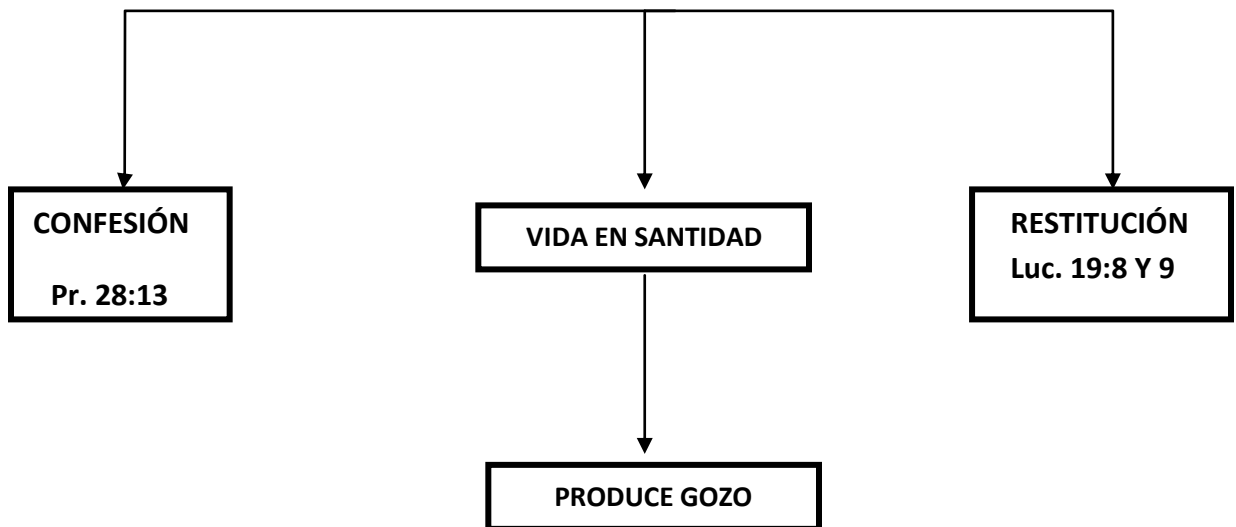 CONFESIÓN
Pr. 28:13
VIDA EN SANTIDAD
RESTITUCIÓN
Luc. 19:8 Y 9
PRODUCE GOZO